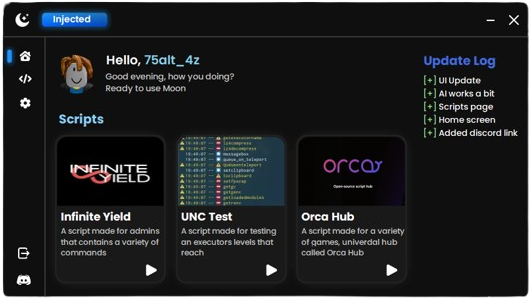 Injected
Hello, 75alt_4z
Good evening, how you doing?
Ready to use Moon
Update Log
[+] UI Update
[+] AI works a bit
[+] Scripts page
[+] Home screen
[+] Added discord link
Scripts
INFINITE
YIELD
messagebox
queue_on_teleport
setclipboard
orca
Open-source script hub
Infinite Yield
A script made for admins
that contains a variety of
commands
UNC Test
A script made for testing
an executors levels that
reach
Orca Hub
A script made for a variety
of games, univerdal hub
called Orca Hub